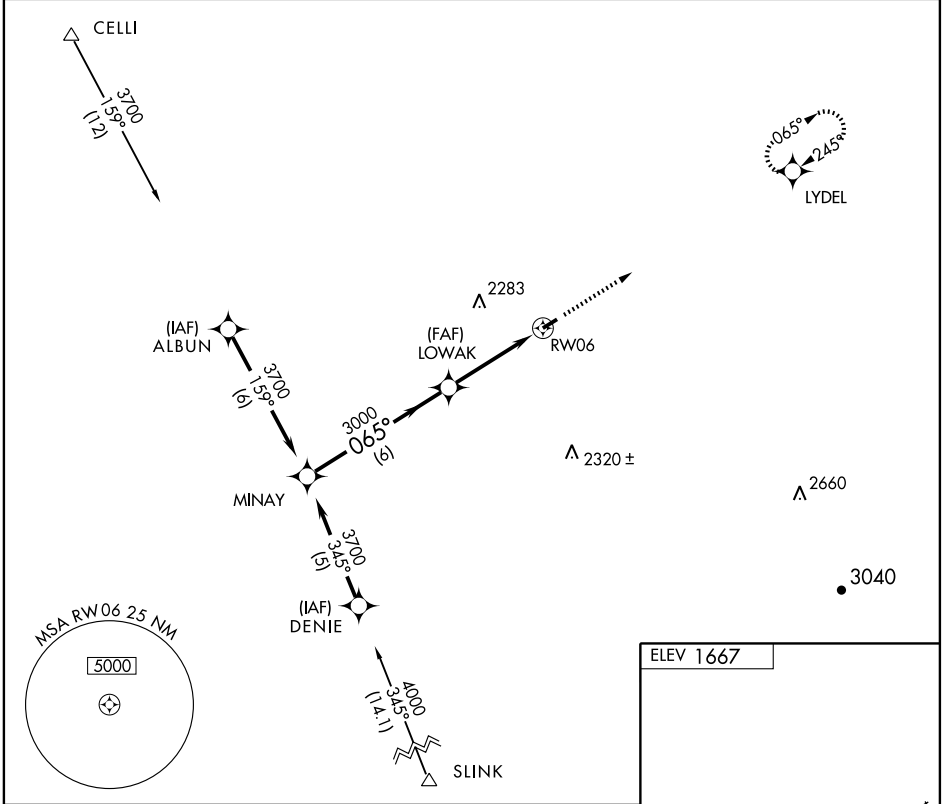 CELLI
3700
159°
(12)
065°
245°
LYDEL
2283
(IAF)
ALBUN
(FAF)
LOWAK
RW06
3700
159°
(6)
3000
065°
(6)
2320 ±
MINAY
2660
3700
345°
(5)
3040
(IAF)
DENIE
MSA RW06 25 NM
5000
ELEV 1667
4000
345°
(14.1)
SLINK